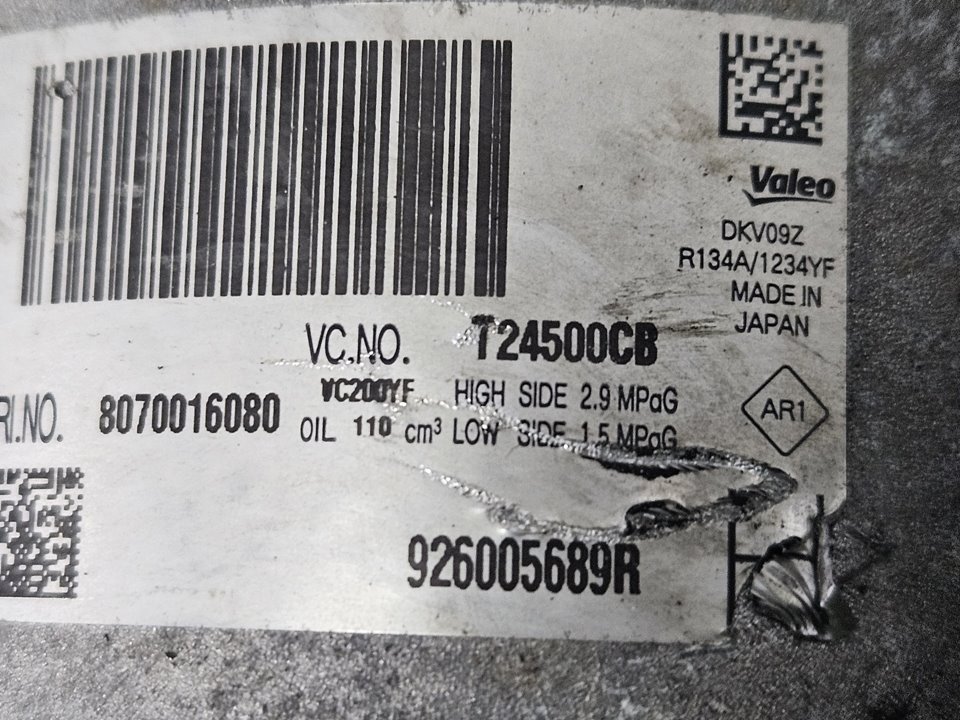 Valeo
DKV09Z
R134A/1234YF
MADE IN
JAPAN
VC.NO. T24500CB
VC200YF HIGH SIDE 2.9 MPaG
RI.NO. 8070016080
OIL 110 cm³ LOW SIDE 1.5 MPaG
AR1
926005689R
H